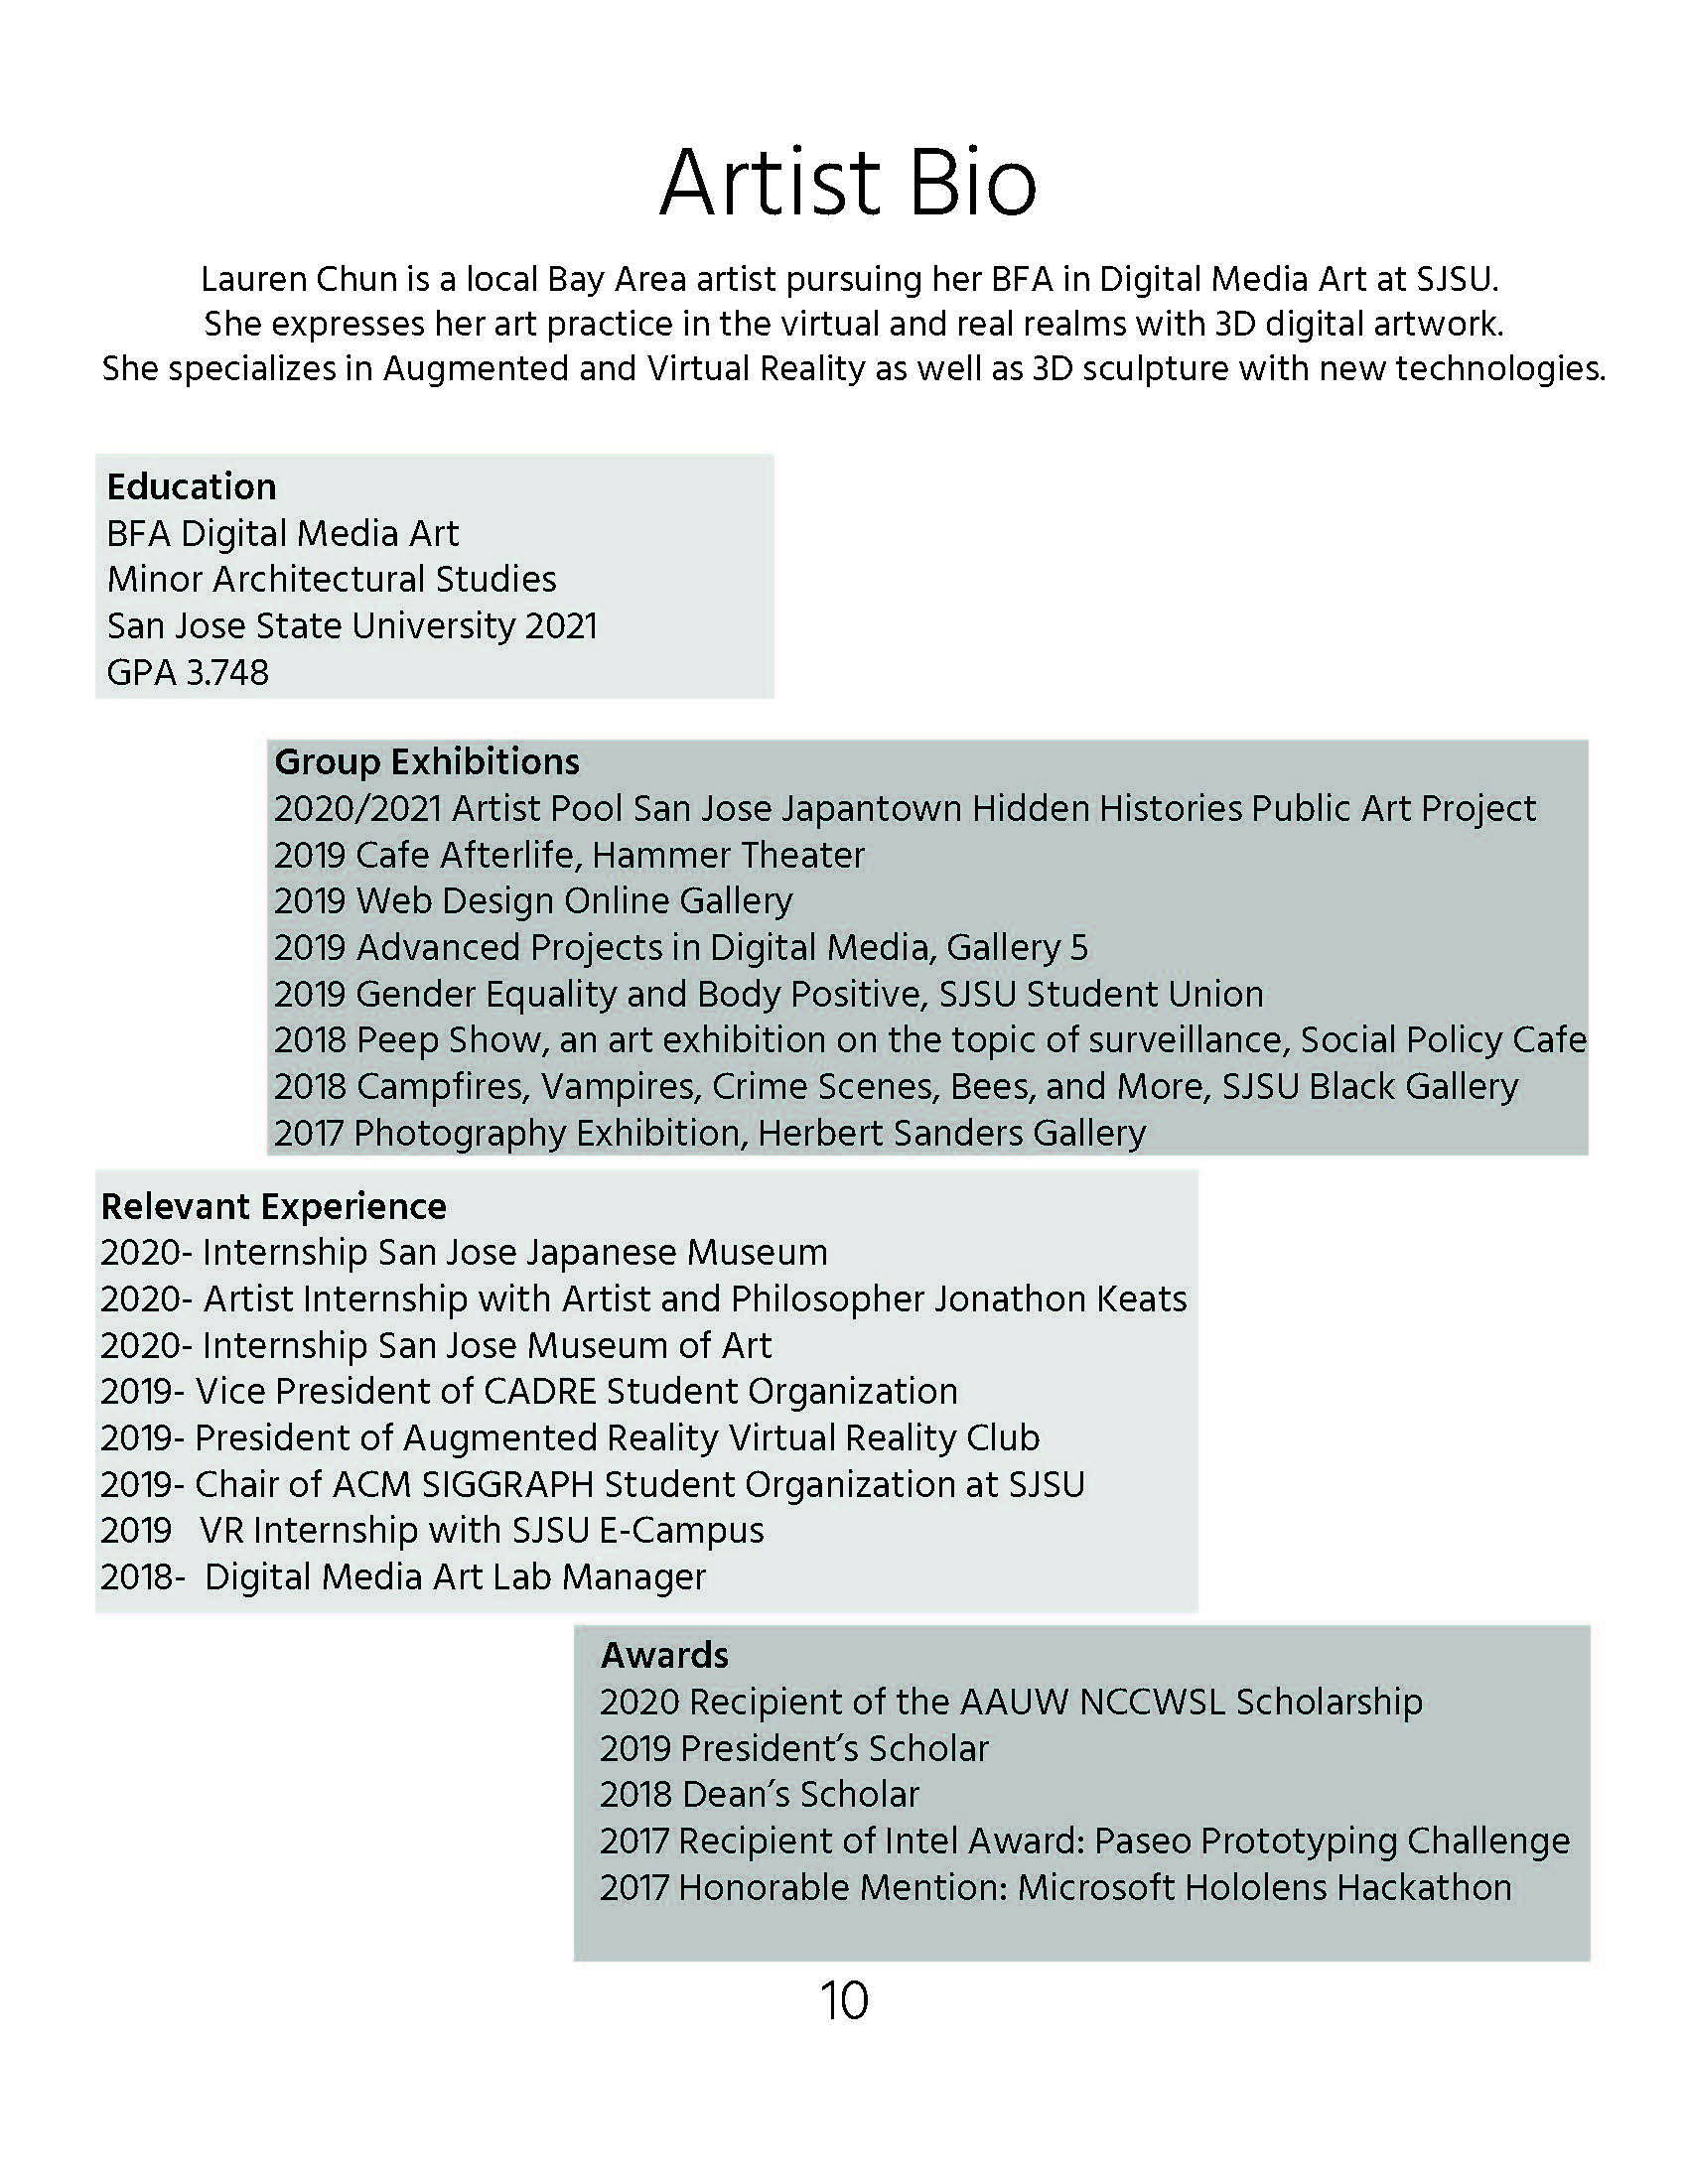 Artist Bio
Lauren Chun is a local Bay Area artist pursuing her BFA in Digital Media Art at SJSU.
She expresses her art practice in the virtual and real realms with 3D digital artwork.
She specializes in Augmented and Virtual Reality as well as 3D sculpture with new technologies.
Education
BFA Digital Media Art
Minor Architectural Studies
San Jose State University 2021
GPA 3.748
Group Exhibitions
2020/2021 Artist Pool San Jose Japantown Hidden Histories Public Art Project
2019 Cafe Afterlife, Hammer Theater
2019 Web Design Online Gallery
2019 Advanced Projects in Digital Media, Gallery 5
2019 Gender Equality and Body Positive, SJSU Student Union
2018 Peep Show, an art exhibition on the topic of surveillance, Social Policy Cafe
2018 Campfires, Vampires, Crime Scenes, Bees, and More, SJSU Black Gallery
2017 Photography Exhibition, Herbert Sanders Gallery
Relevant Experience
2020- Internship San Jose Japanese Museum
2020- Artist Internship with Artist and Philosopher Jonathon Keats
2020- Internship San Jose Museum of Art
2019- Vice President of CADRE Student Organization
2019- President of Augmented Reality Virtual Reality Club
2019- Chair of ACM SIGGRAPH Student Organization at SJSU
2019 VR Internship with SJSU E-Campus
2018- Digital Media Art Lab Manager
Awards
2020 Recipient of the AAUW NCCWSL Scholarship
2019 President's Scholar
2018 Dean's Scholar
2017 Recipient of Intel Award: Paseo Prototyping Challenge
2017 Honorable Mention: Microsoft Hololens Hackathon
10